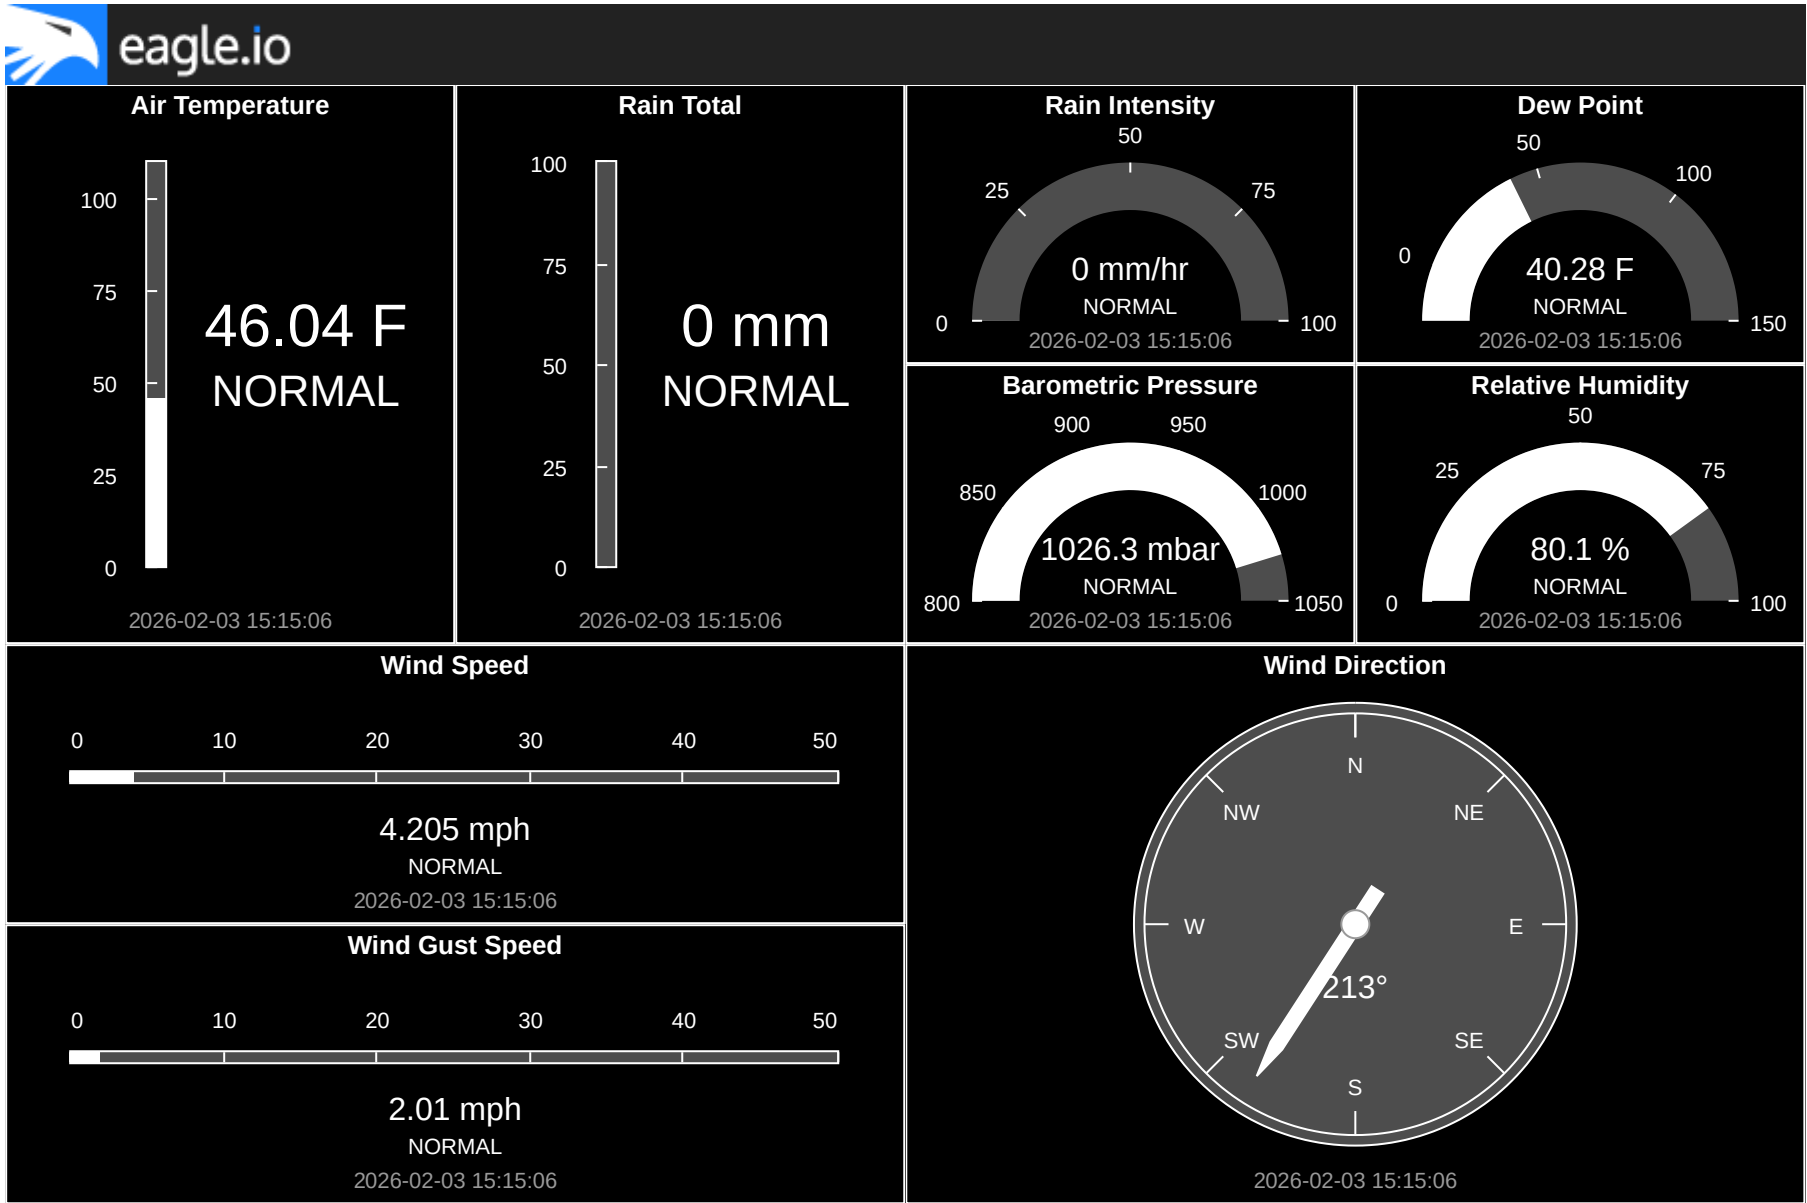 eagle.io
Air Temperature
100
75
50
25
0
46.04 F
NORMAL
2026-02-03 15:15:06
Rain Total
100
75
50
25
0
0 mm
NORMAL
2026-02-03 15:15:06
Rain Intensity
0
25
50
75
100
0 mm/hr
NORMAL
2026-02-03 15:15:06
Dew Point
0
50
100
150
40.28 F
NORMAL
2026-02-03 15:15:06
Barometric Pressure
800
850
900
950
1000
1050
1026.3 mbar
NORMAL
2026-02-03 15:15:06
Relative Humidity
0
25
50
75
100
80.1 %
NORMAL
2026-02-03 15:15:06
Wind Speed
0 10 20 30 40 50
4.205 mph
NORMAL
2026-02-03 15:15:06
Wind Gust Speed
0 10 20 30 40 50
2.01 mph
NORMAL
2026-02-03 15:15:06
Wind Direction
N
NW NE
W E
213°
SW SE
S
2026-02-03 15:15:06